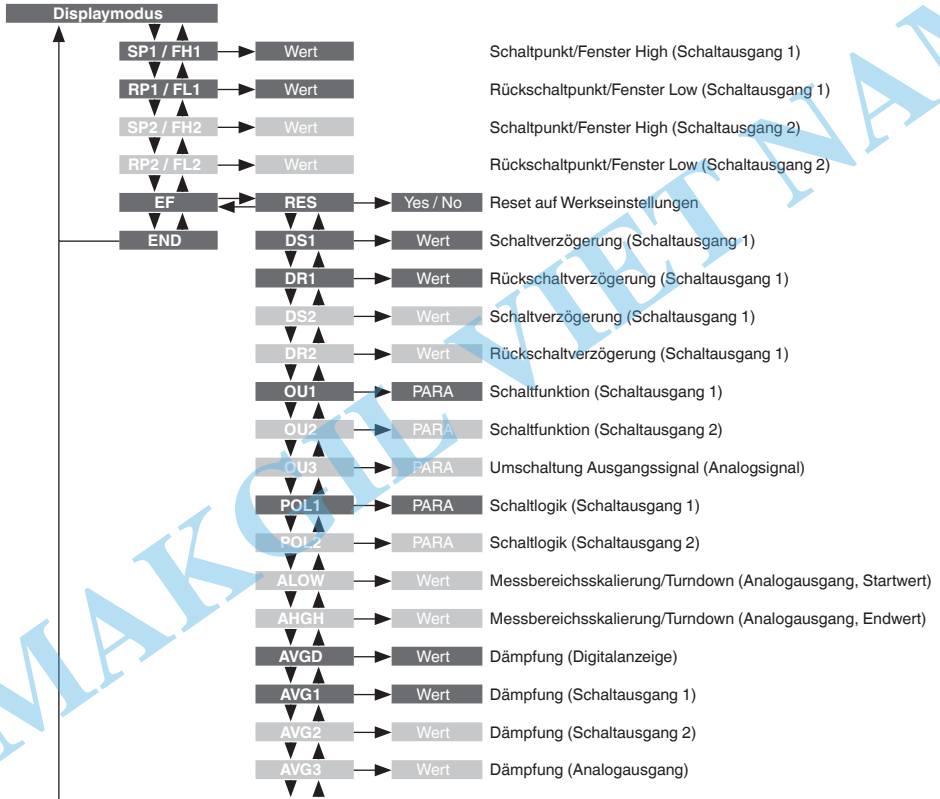 Displaymodus
SP1 / FH1 Wert Schaltpunkt/Fenster High (Schaltausgang 1)
RP1 / FL1 Wert Rückschaltpunkt/Fenster Low (Schaltausgang 1)
SP2 / FH2 Wert Schaltpunkt/Fenster High (Schaltausgang 2)
RP2 / FL2 Wert Rückschaltpunkt/Fenster Low (Schaltausgang 2)
EF RES Yes / No Reset auf Werkseinstellungen
END DS1 Wert Schaltverzögerung (Schaltausgang 1)
DR1 Wert Rückschaltverzögerung (Schaltausgang 1)
DS2 Wert Schaltverzögerung (Schaltausgang 1)
DR2 Wert Rückschaltverzögerung (Schaltausgang 1)
OU1 PARA Schaltfunktion (Schaltausgang 1)
OU2 PARA Schaltfunktion (Schaltausgang 2)
OU3 PARA Umschaltung Ausgangssignal (Analogsignal)
POL1 PARA Schaltlogik (Schaltausgang 1)
POL2 PARA Schaltlogik (Schaltausgang 2)
ALOW Wert Messbereichsskalierung/Turndown (Analogausgang, Startwert)
AHGH Wert Messbereichsskalierung/Turndown (Analogausgang, Endwert)
AVGD Wert Dämpfung (Digitalanzeige)
AVG1 Wert Dämpfung (Schaltausgang 1)
AVG2 Wert Dämpfung (Schaltausgang 2)
AVG3 Wert Dämpfung (Analogausgang)
MAKGIL VIET NAM